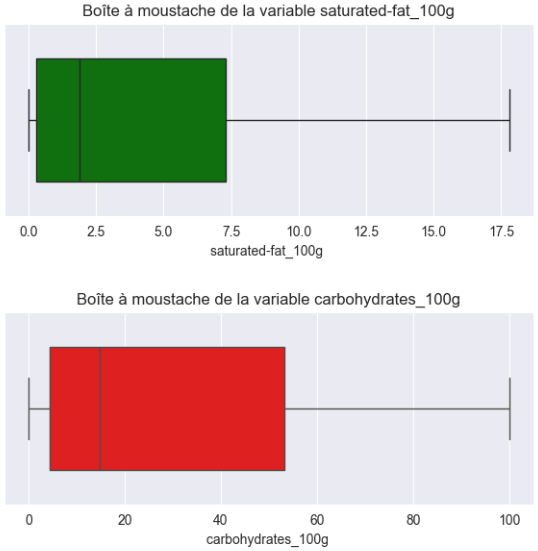 Boîte à moustache de la variable saturated-fat_100g
0.0 2.5 5.0 7.5 10.0 12.5 15.0 17.5
saturated-fat_100g
Boîte à moustache de la variable carbohydrates_100g
0 20 40 60 80 100
carbohydrates_100g